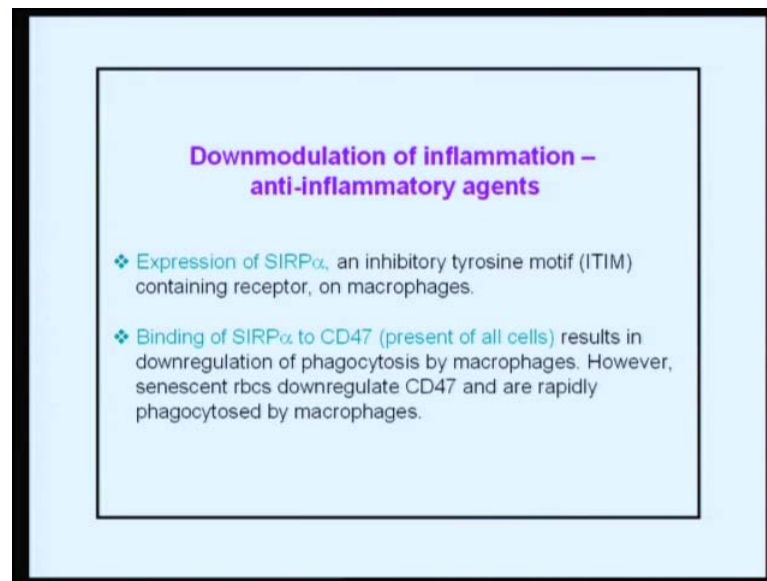 Downmodulation of inflammation –
anti-inflammatory agents
❖ Expression of SIRPα, an inhibitory tyrosine motif (ITIM)
containing receptor, on macrophages.
❖ Binding of SIRPα to CD47 (present of all cells) results in
downregulation of phagocytosis by macrophages. However,
senescent rbcs downregulate CD47 and are rapidly
phagocytosed by macrophages.